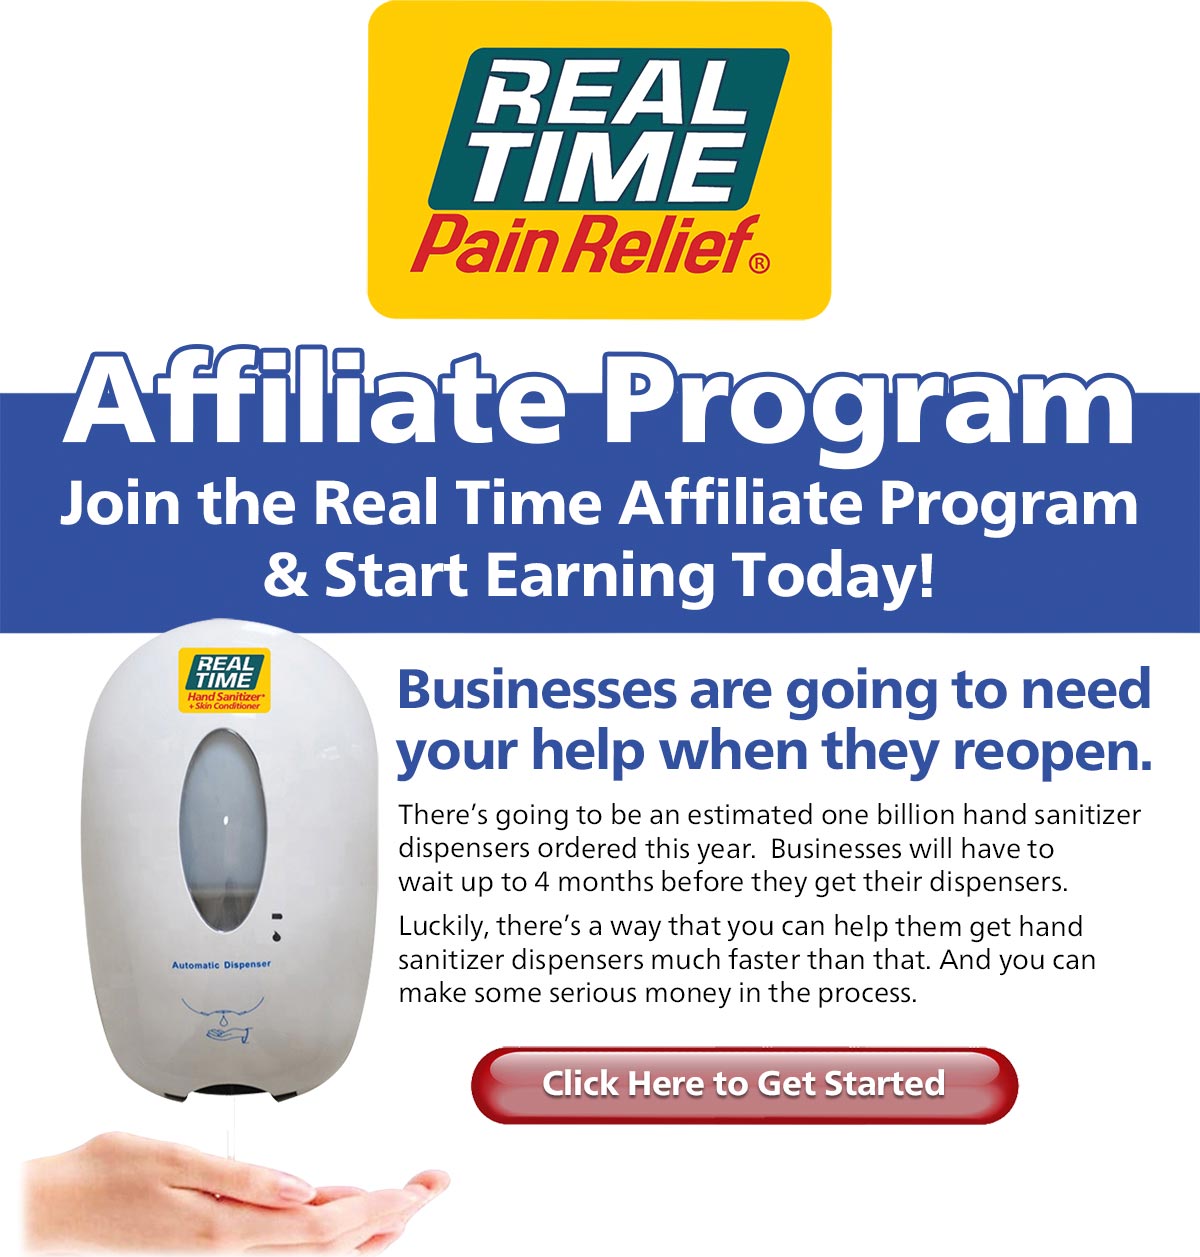 REAL
TIME
Pain Relief®
Affiliate Program
Join the Real Time Affiliate Program
& Start Earning Today!
REAL
TIME
Hand Sanitizer+
+ Skin Conditioner
Automatic Dispenser
Businesses are going to need
your help when they reopen.
There’s going to be an estimated one billion hand sanitizer
dispensers ordered this year.  Businesses will have to
wait up to 4 months before they get their dispensers.
Luckily, there’s a way that you can help them get hand
sanitizer dispensers much faster than that. And you can
make some serious money in the process.
Click Here to Get Started